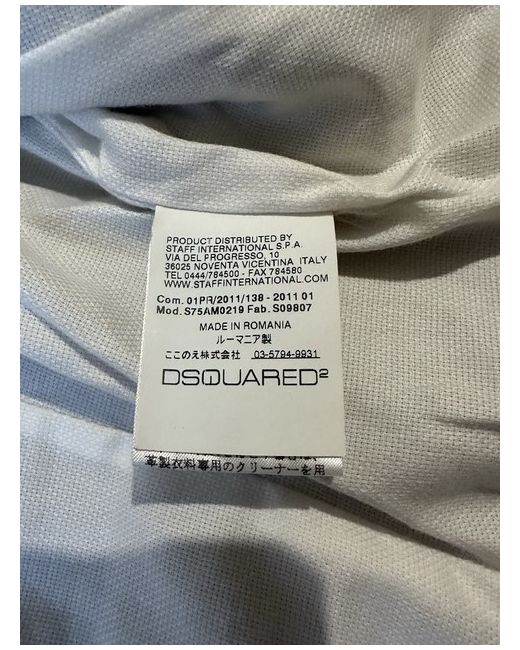 PRODUCT DISTRIBUTED BY
STAFF INTERNATIONAL S.P.A.
VIA DEL PROGRESSO, 10
36025 NOVENTA VICENTINA ITALY
TEL 0444/784500 - FAX 784580
WWW.STAFFINTERNATIONAL.COM
Com. 01PR/2011/138 - 2011 01
Mod. S75AM0219 Fab. S09807
MADE IN ROMANIA
ルーマニア製
ここのえ株式会社 03-5794-9931
DSQUARED2
革製衣料専用のクリーナーを用